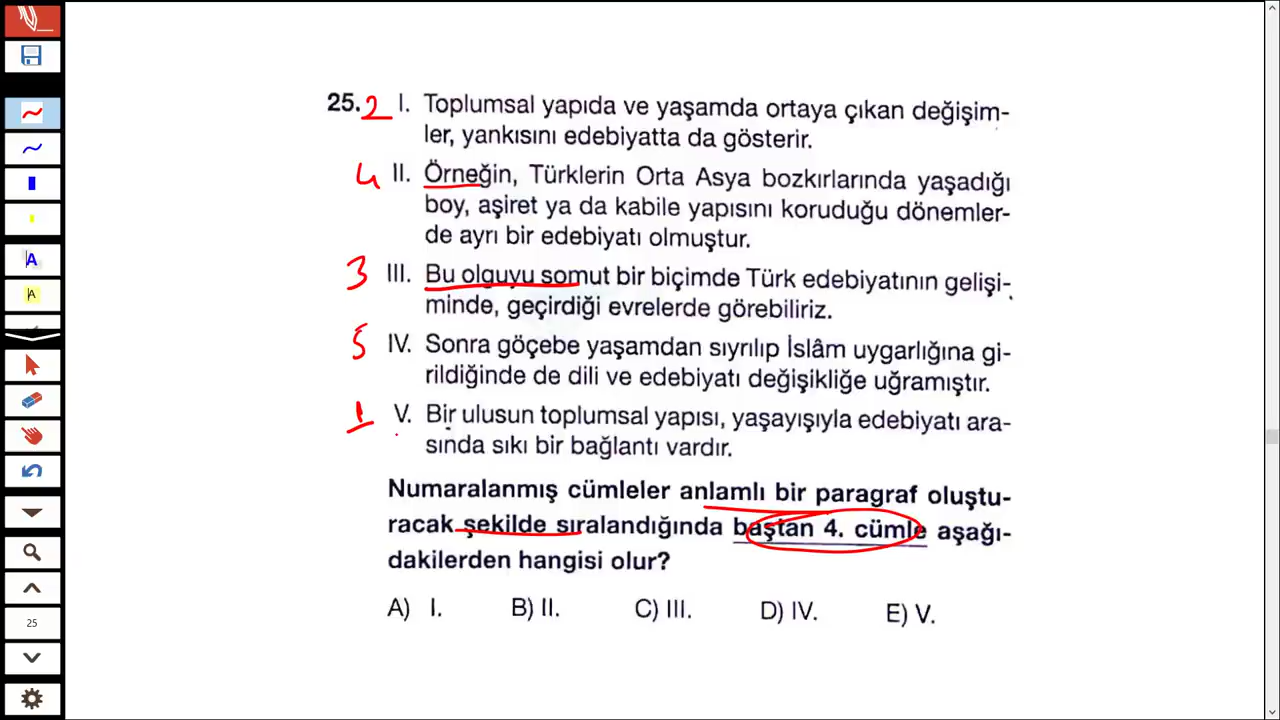 25. 2 I. Toplumsal yapıda ve yaşamda ortaya çıkan değişim-
ler, yankısını edebiyatta da gösterir.
4 II. Örneğin, Türklerin Orta Asya bozkırlarında yaşadığı
boy, aşiret ya da kabile yapısını koruduğu dönemler-
de ayrı bir edebiyatı olmuştur.
3 III. Bu olguyu somut bir biçimde Türk edebiyatının gelişi-
minde, geçirdiği evrelerde görebiliriz.
5 IV. Sonra göçebe yaşamdan sıyrılıp İslâm uygarlığına gi-
rildiğinde de dili ve edebiyatı değişikliğe uğramıştır.
1 V. Bir ulusun toplumsal yapısı, yaşayışıyla edebiyatı ara-
sında sıkı bir bağlantı vardır.
Numaralanmış cümleler anlamlı bir paragraf oluştu-
racak şekilde sıralandığında baştan 4. cümle aşağı-
dakilerden hangisi olur?
A) I. B) II. C) III. D) IV. E) V.
A
A
25